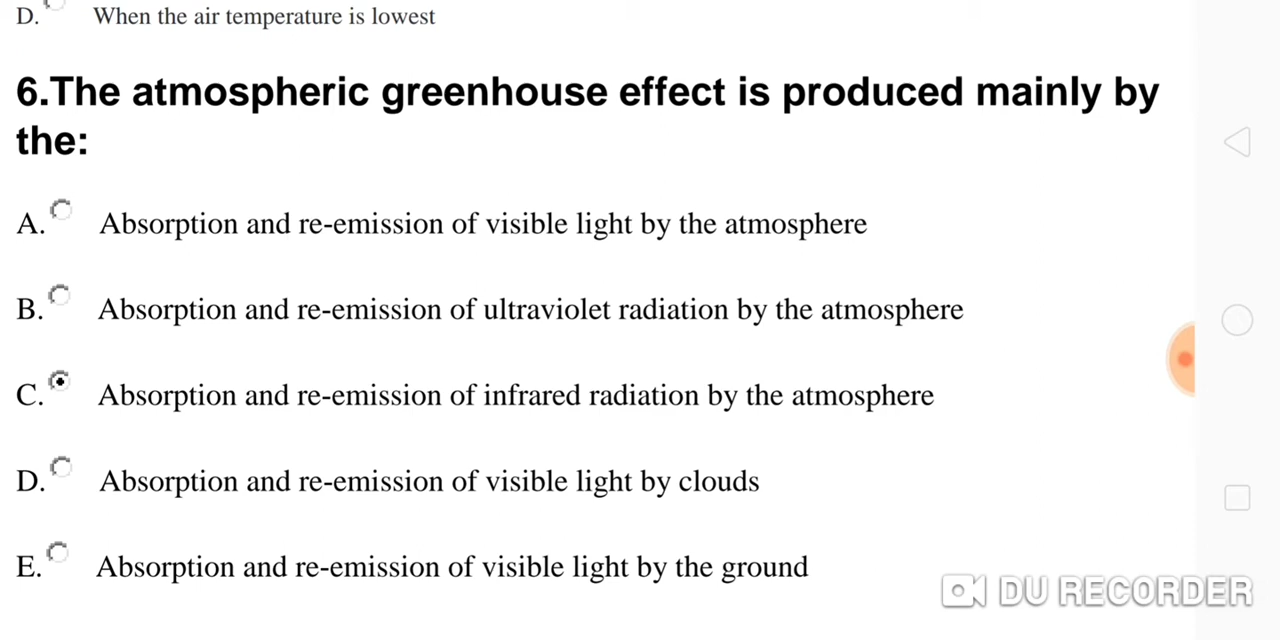 D. When the air temperature is lowest
6.The atmospheric greenhouse effect is produced mainly by
the:
A. Absorption and re-emission of visible light by the atmosphere
B. Absorption and re-emission of ultraviolet radiation by the atmosphere
C. Absorption and re-emission of infrared radiation by the atmosphere
D. Absorption and re-emission of visible light by clouds
E. Absorption and re-emission of visible light by the ground
DU RECORDER